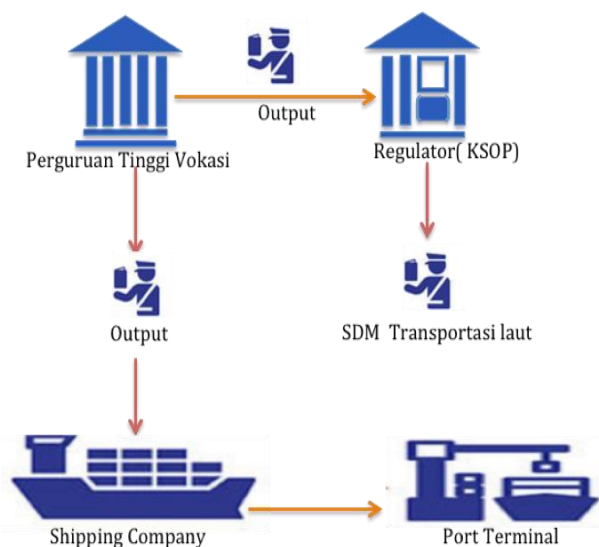 Output
Perguruan Tinggi Vokasi
Regulator( KSOP)
Output
SDM Transportasi laut
Shipping Company
Port Terminal